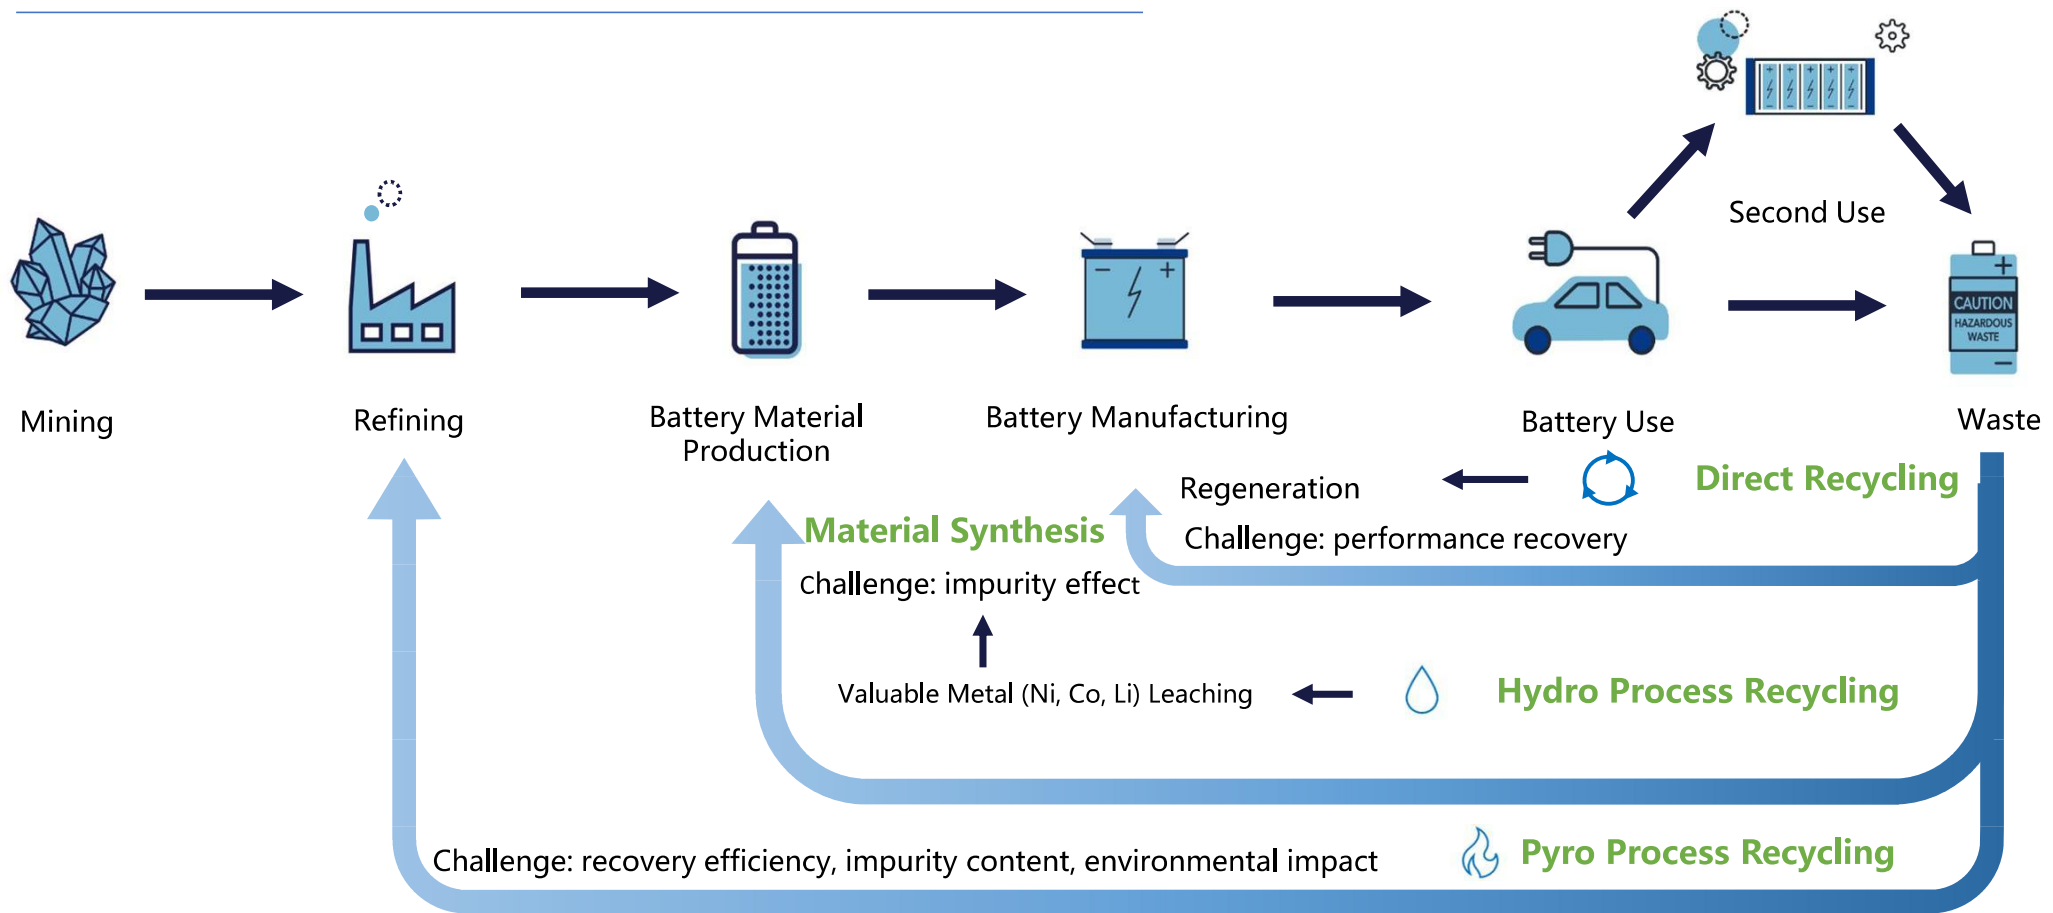 Second Use
CAUTION
HAZARDOUS
WASTE
Mining
Refining
Battery Material
Production
Battery Manufacturing
Battery Use
Waste
Direct Recycling
Regeneration
Challenge: performance recovery
Material Synthesis
Challenge: impurity effect
Valuable Metal (Ni, Co, Li) Leaching
Hydro Process Recycling
Challenge: recovery efficiency, impurity content, environmental impact
Pyro Process Recycling